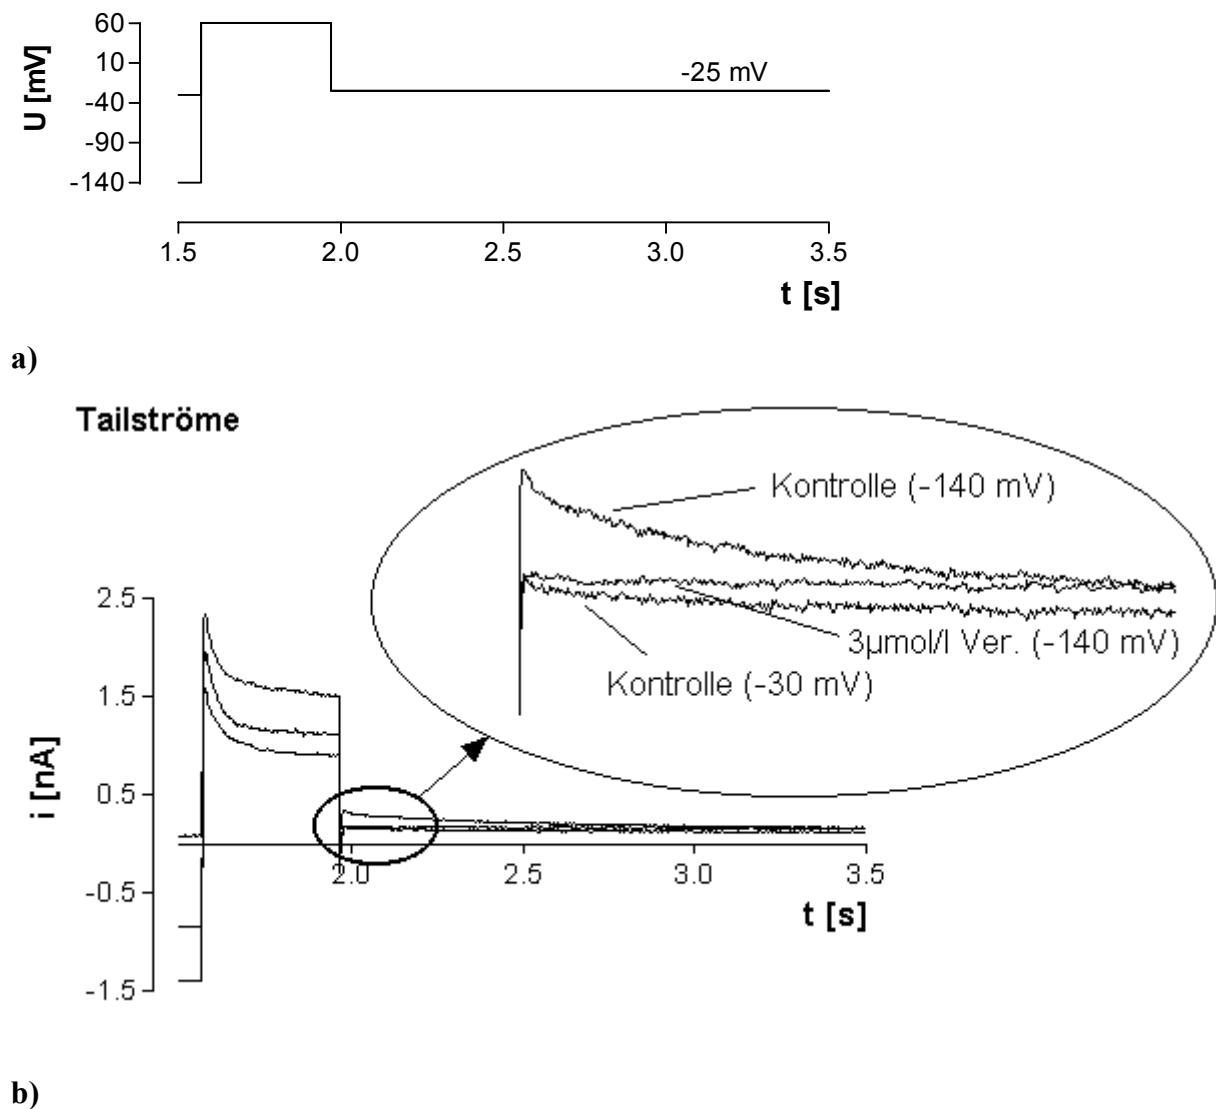 60
10
-40
-90
-140
U [mV]
-25 mV
1.5 2.0 2.5 3.0 3.5
t [s]
a)
Tailströme
Kontrolle (-140 mV)
3µmol/l Ver. (-140 mV)
Kontrolle (-30 mV)
2.5
1.5
0.5
-0.5
-1.5
i [nA]
2.0 2.5 3.0 3.5
t [s]
b)